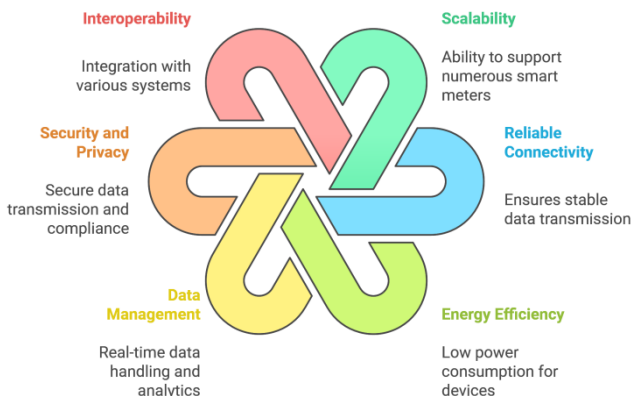 Interoperability
Integration with
various systems
Scalability
Ability to support
numerous smart
meters
Security and
Privacy
Secure data
transmission and
compliance
Reliable
Connectivity
Ensures stable
data transmission
Data
Management
Real-time data
handling and
analytics
Energy Efficiency
Low power
consumption for
devices